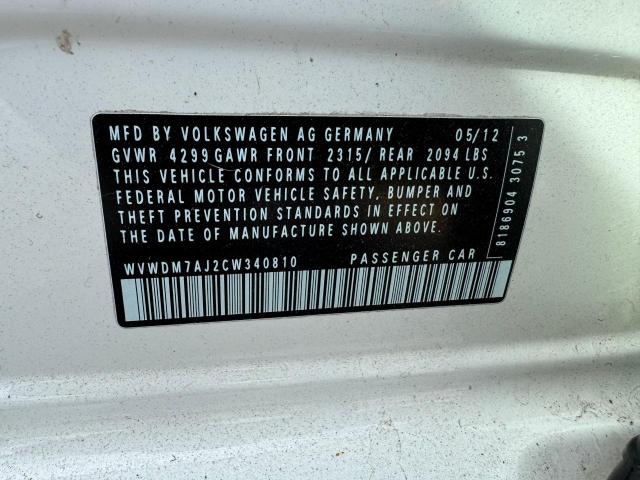 MFD BY VOLKSWAGEN AG GERMANY 05/12
GVWR 4299 GAWR FRONT 2315/ REAR 2094 LBS
THIS VEHICLE CONFORMS TO ALL APPLICABLE U.S.
FEDERAL MOTOR VEHICLE SAFETY, BUMPER AND
THEFT PREVENTION STANDARDS IN EFFECT ON
THE DATE OF MANUFACTURE SHOWN ABOVE.
WVWDM7AJ2CW340810 PASSENGER CAR
8186904 3075 3